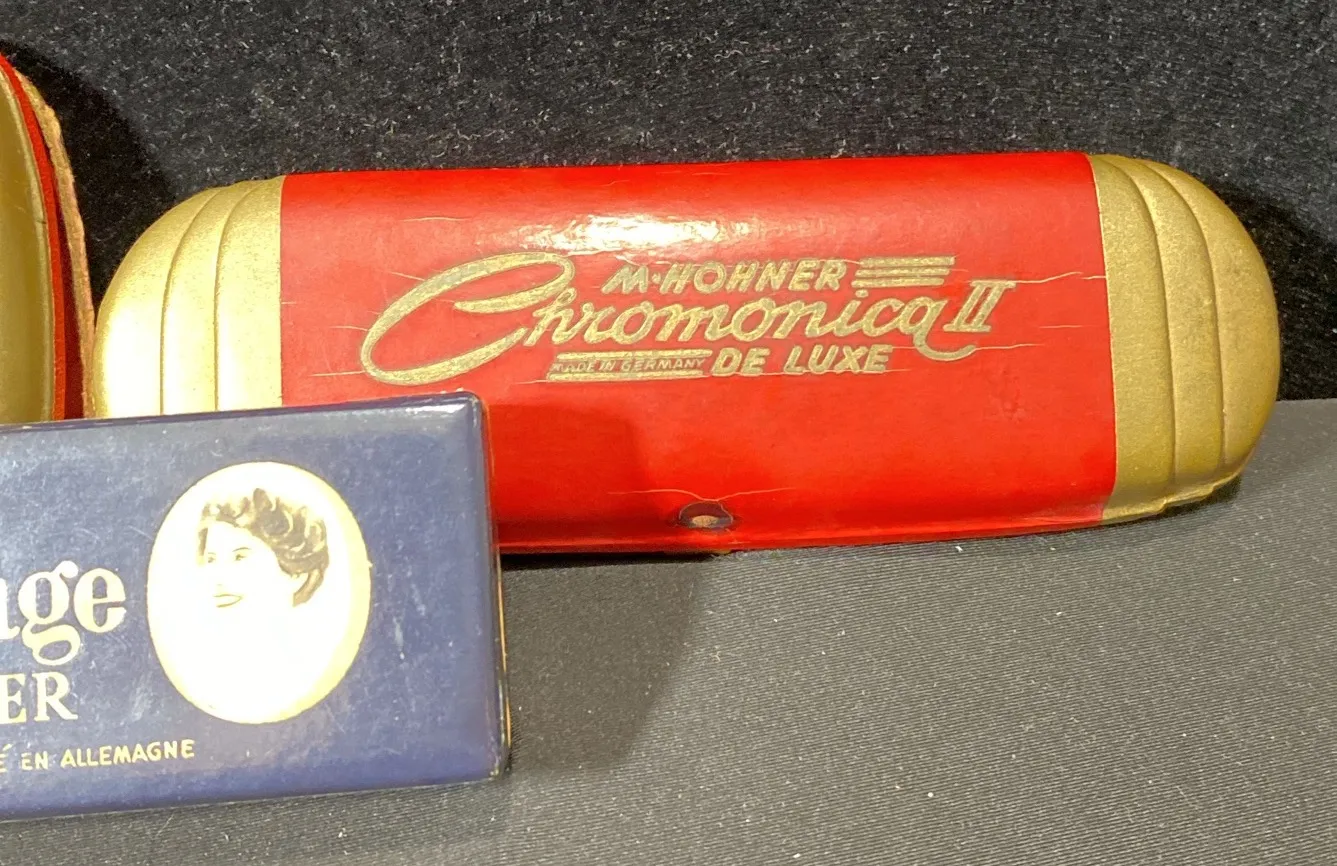 M·HOHNER
Chromonica II
MADE IN GERMANY DE LUXE
age
ER
É EN ALLEMAGNE